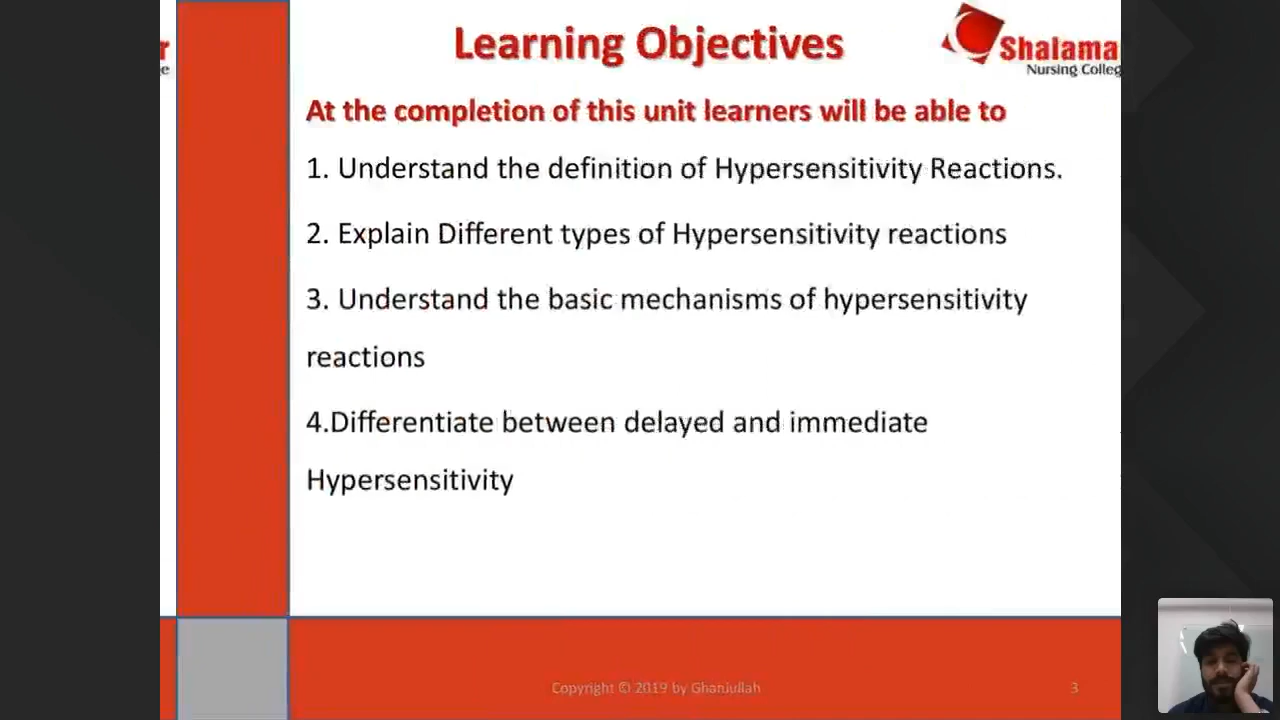 Learning Objectives
Shalama
Nursing Colleg
At the completion of this unit learners will be able to
1. Understand the definition of Hypersensitivity Reactions.
2. Explain Different types of Hypersensitivity reactions
3. Understand the basic mechanisms of hypersensitivity
reactions
4.Differentiate between delayed and immediate
Hypersensitivity
Copyright © 2019 by Ghaniullah
3